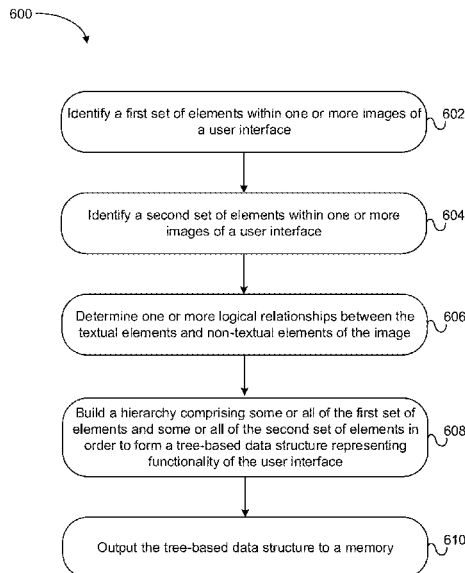 600
Identify a first set of elements within one or more images of
a user interface
602
Identify a second set of elements within one or more
images of a user interface
604
Determine one or more logical relationships between the
textual elements and non-textual elements of the image
606
Build a hierarchy comprising some or all of the first set of
elements and some or all of the second set of elements in
order to form a tree-based data structure representing
functionality of the user interface
608
Output the tree-based data structure to a memory
610